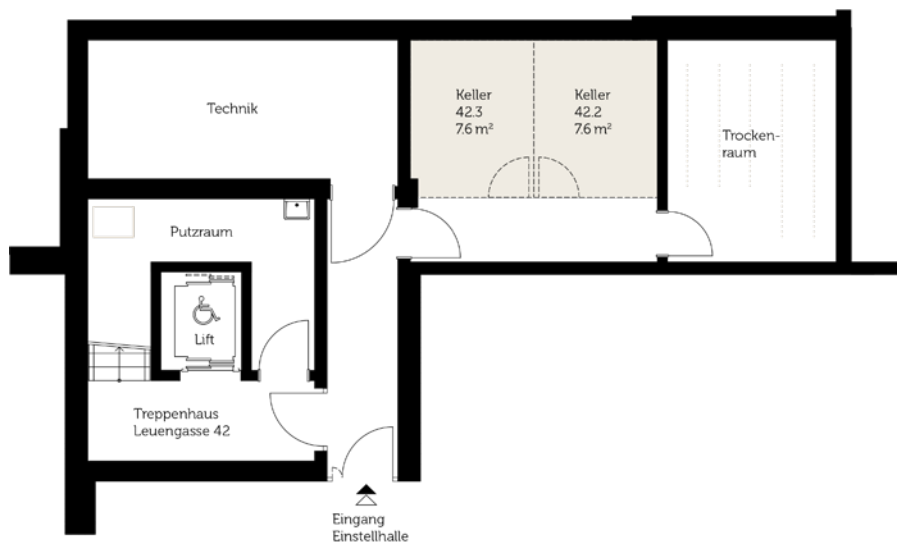 Technik
Keller
42.3
7.6 m²
Keller
42.2
7.6 m²
Trocken-
raum
Putzraum
Lift
Treppenhaus
Leuengasse 42
Eingang
Einstellhalle